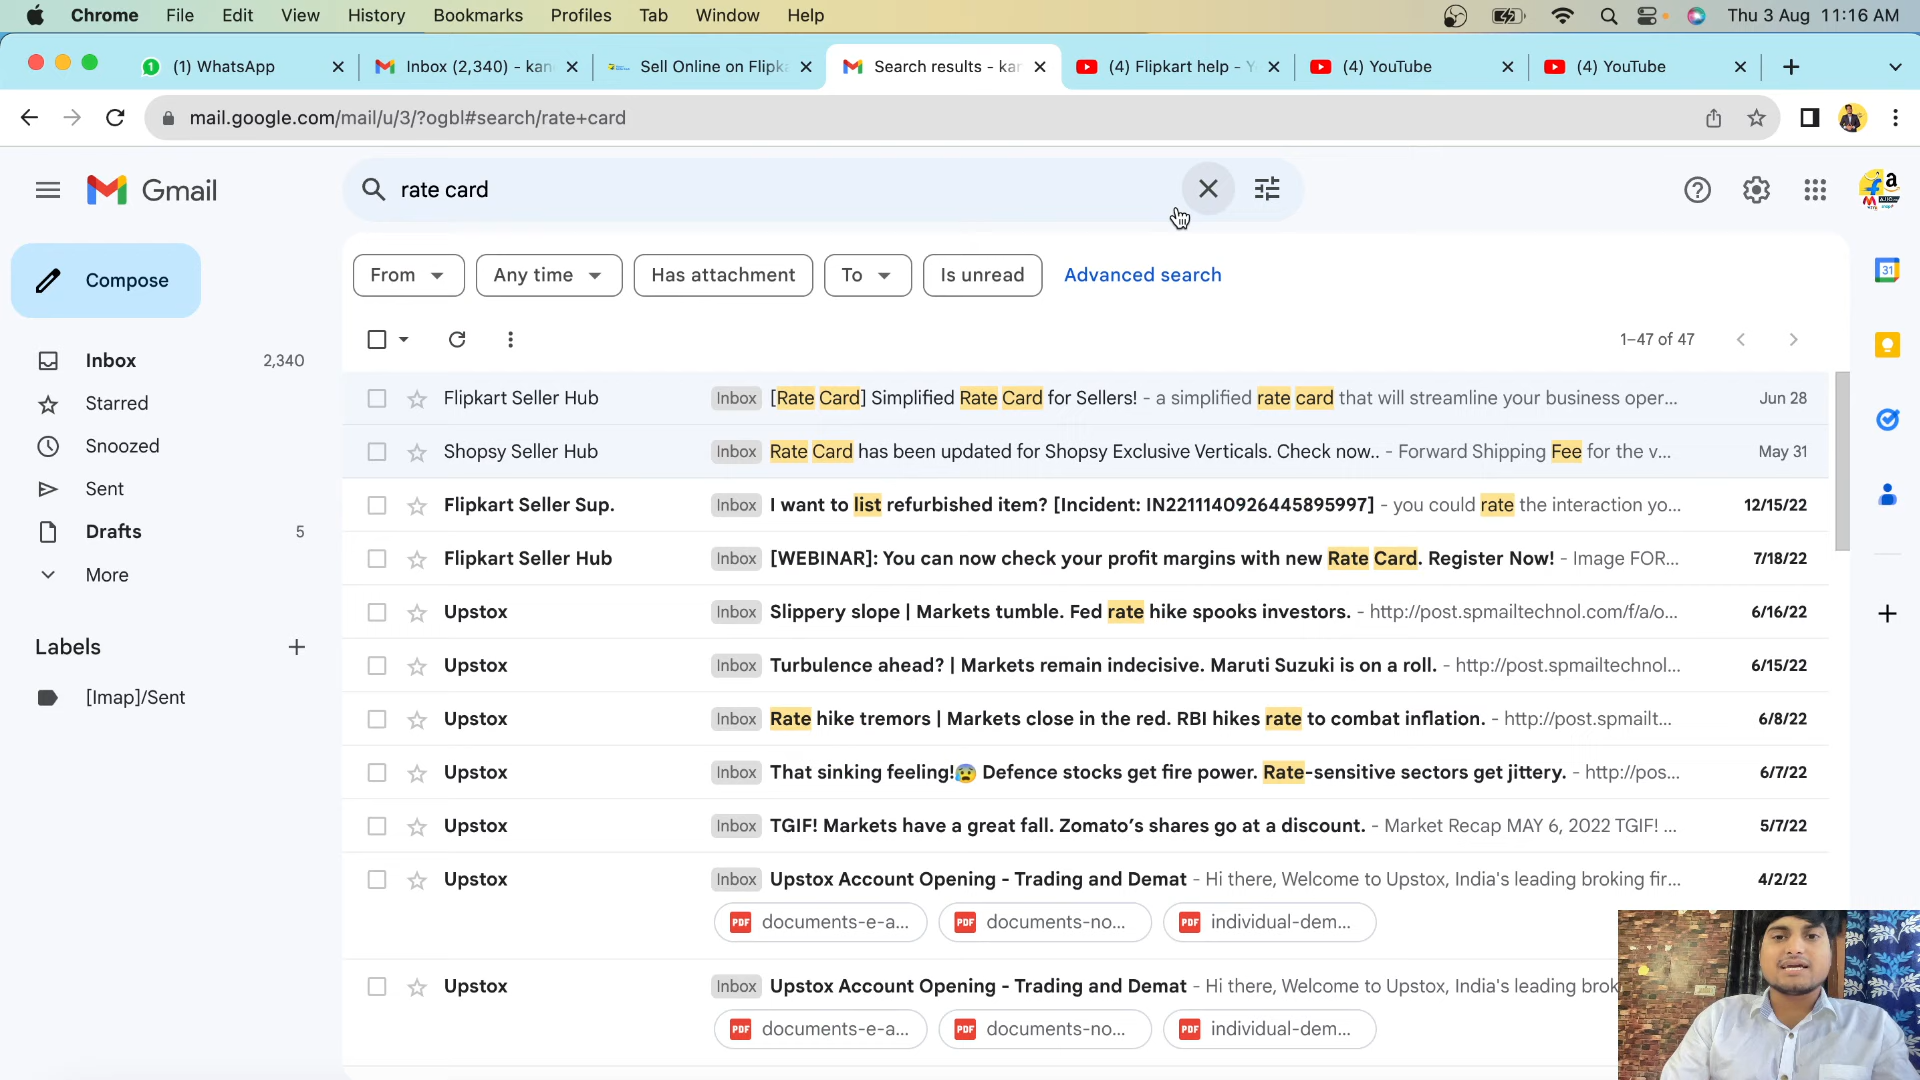 Chrome File Edit View History Bookmarks Profiles Tab Window Help Thu 3 Aug 11:16 AM
1 (1) WhatsApp Inbox (2,340) - kan Sell Online on Flipk Search results - kan (4) Flipkart help - Y (4) YouTube (4) YouTube
mail.google.com/mail/u/3/?ogbl#search/rate+card
Gmail rate card
Compose
From Any time Has attachment To Is unread Advanced search
1–47 of 47
Inbox 2,340
Starred
Snoozed
Sent
Drafts 5
More
Labels
[Imap]/Sent
Flipkart Seller Hub Inbox [Rate Card] Simplified Rate Card for Sellers! - a simplified rate card that will streamline your business oper... Jun 28
Shopsy Seller Hub Inbox Rate Card has been updated for Shopsy Exclusive Verticals. Check now.. - Forward Shipping Fee for the v... May 31
Flipkart Seller Sup. Inbox I want to list refurbished item? [Incident: IN2211140926445895997] - you could rate the interaction yo... 12/15/22
Flipkart Seller Hub Inbox [WEBINAR]: You can now check your profit margins with new Rate Card. Register Now! - Image FOR... 7/18/22
Upstox Inbox Slippery slope | Markets tumble. Fed rate hike spooks investors. - http://post.spmailtechnol.com/f/a/o... 6/16/22
Upstox Inbox Turbulence ahead? | Markets remain indecisive. Maruti Suzuki is on a roll. - http://post.spmailtechnol... 6/15/22
Upstox Inbox Rate hike tremors | Markets close in the red. RBI hikes rate to combat inflation. - http://post.spmailt... 6/8/22
Upstox Inbox That sinking feeling!😰 Defence stocks get fire power. Rate-sensitive sectors get jittery. - http://pos... 6/7/22
Upstox Inbox TGIF! Markets have a great fall. Zomato’s shares go at a discount. - Market Recap MAY 6, 2022 TGIF! ... 5/7/22
Upstox Inbox Upstox Account Opening - Trading and Demat - Hi there, Welcome to Upstox, India's leading broking fir... 4/2/22
PDF documents-e-a... PDF documents-no... PDF individual-dem...
Upstox Inbox Upstox Account Opening - Trading and Demat - Hi there, Welcome to Upstox, India's leading brok
PDF documents-e-a... PDF documents-no... PDF individual-dem...
31